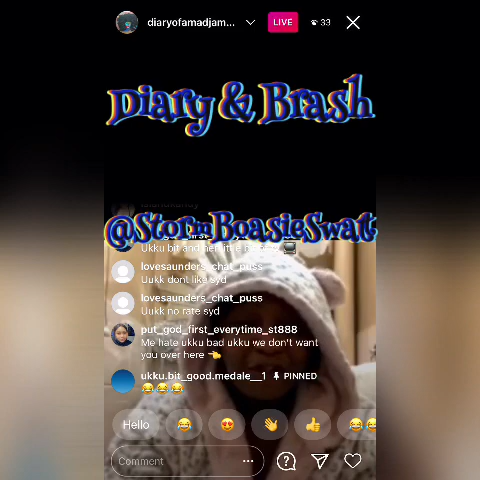 diaryofamadjam...
LIVE
33
Diary & Brash
@StormBoasieSwat
Ukku bit and her
lovesaunders_chat_puss
Uukk dont like syd
lovesaunders_chat_puss
Uukk no rate syd
put_god_first_everytime_st888
Me hate ukku bad ukku we don't want
you over here 👈
ukku.bit_good.medale__1 PINNED
😂😂😂
Hello 😂 😍 👋 👍 😂😂
Comment